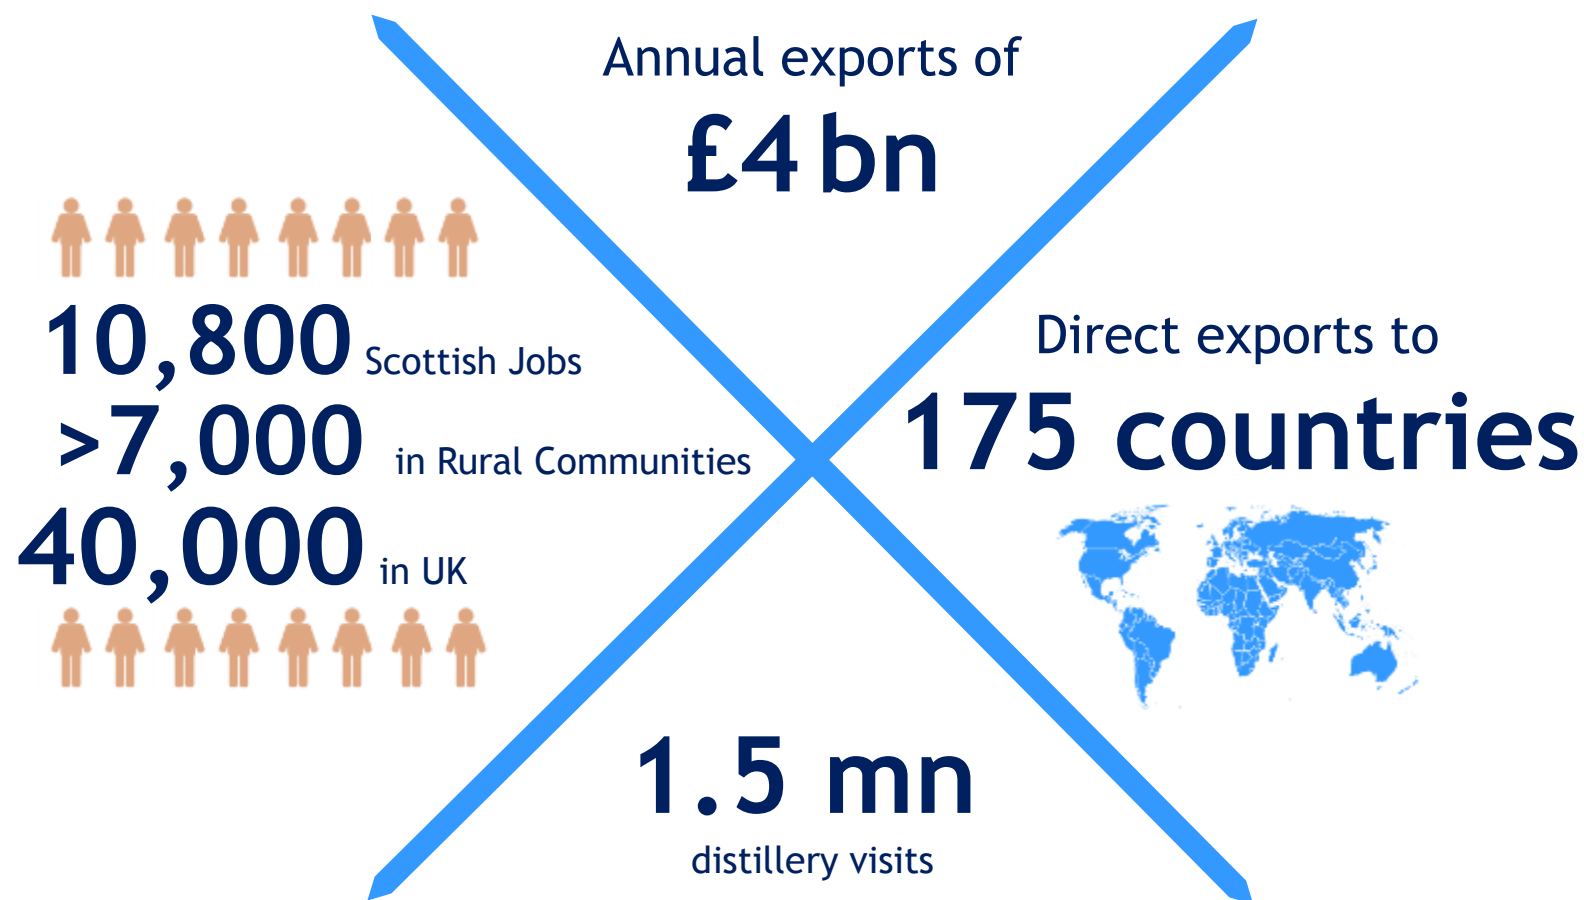 Annual exports of
£4 bn
10,800 Scottish Jobs
>7,000 in Rural Communities
40,000 in UK
Direct exports to
175 countries
1.5 mn
distillery visits